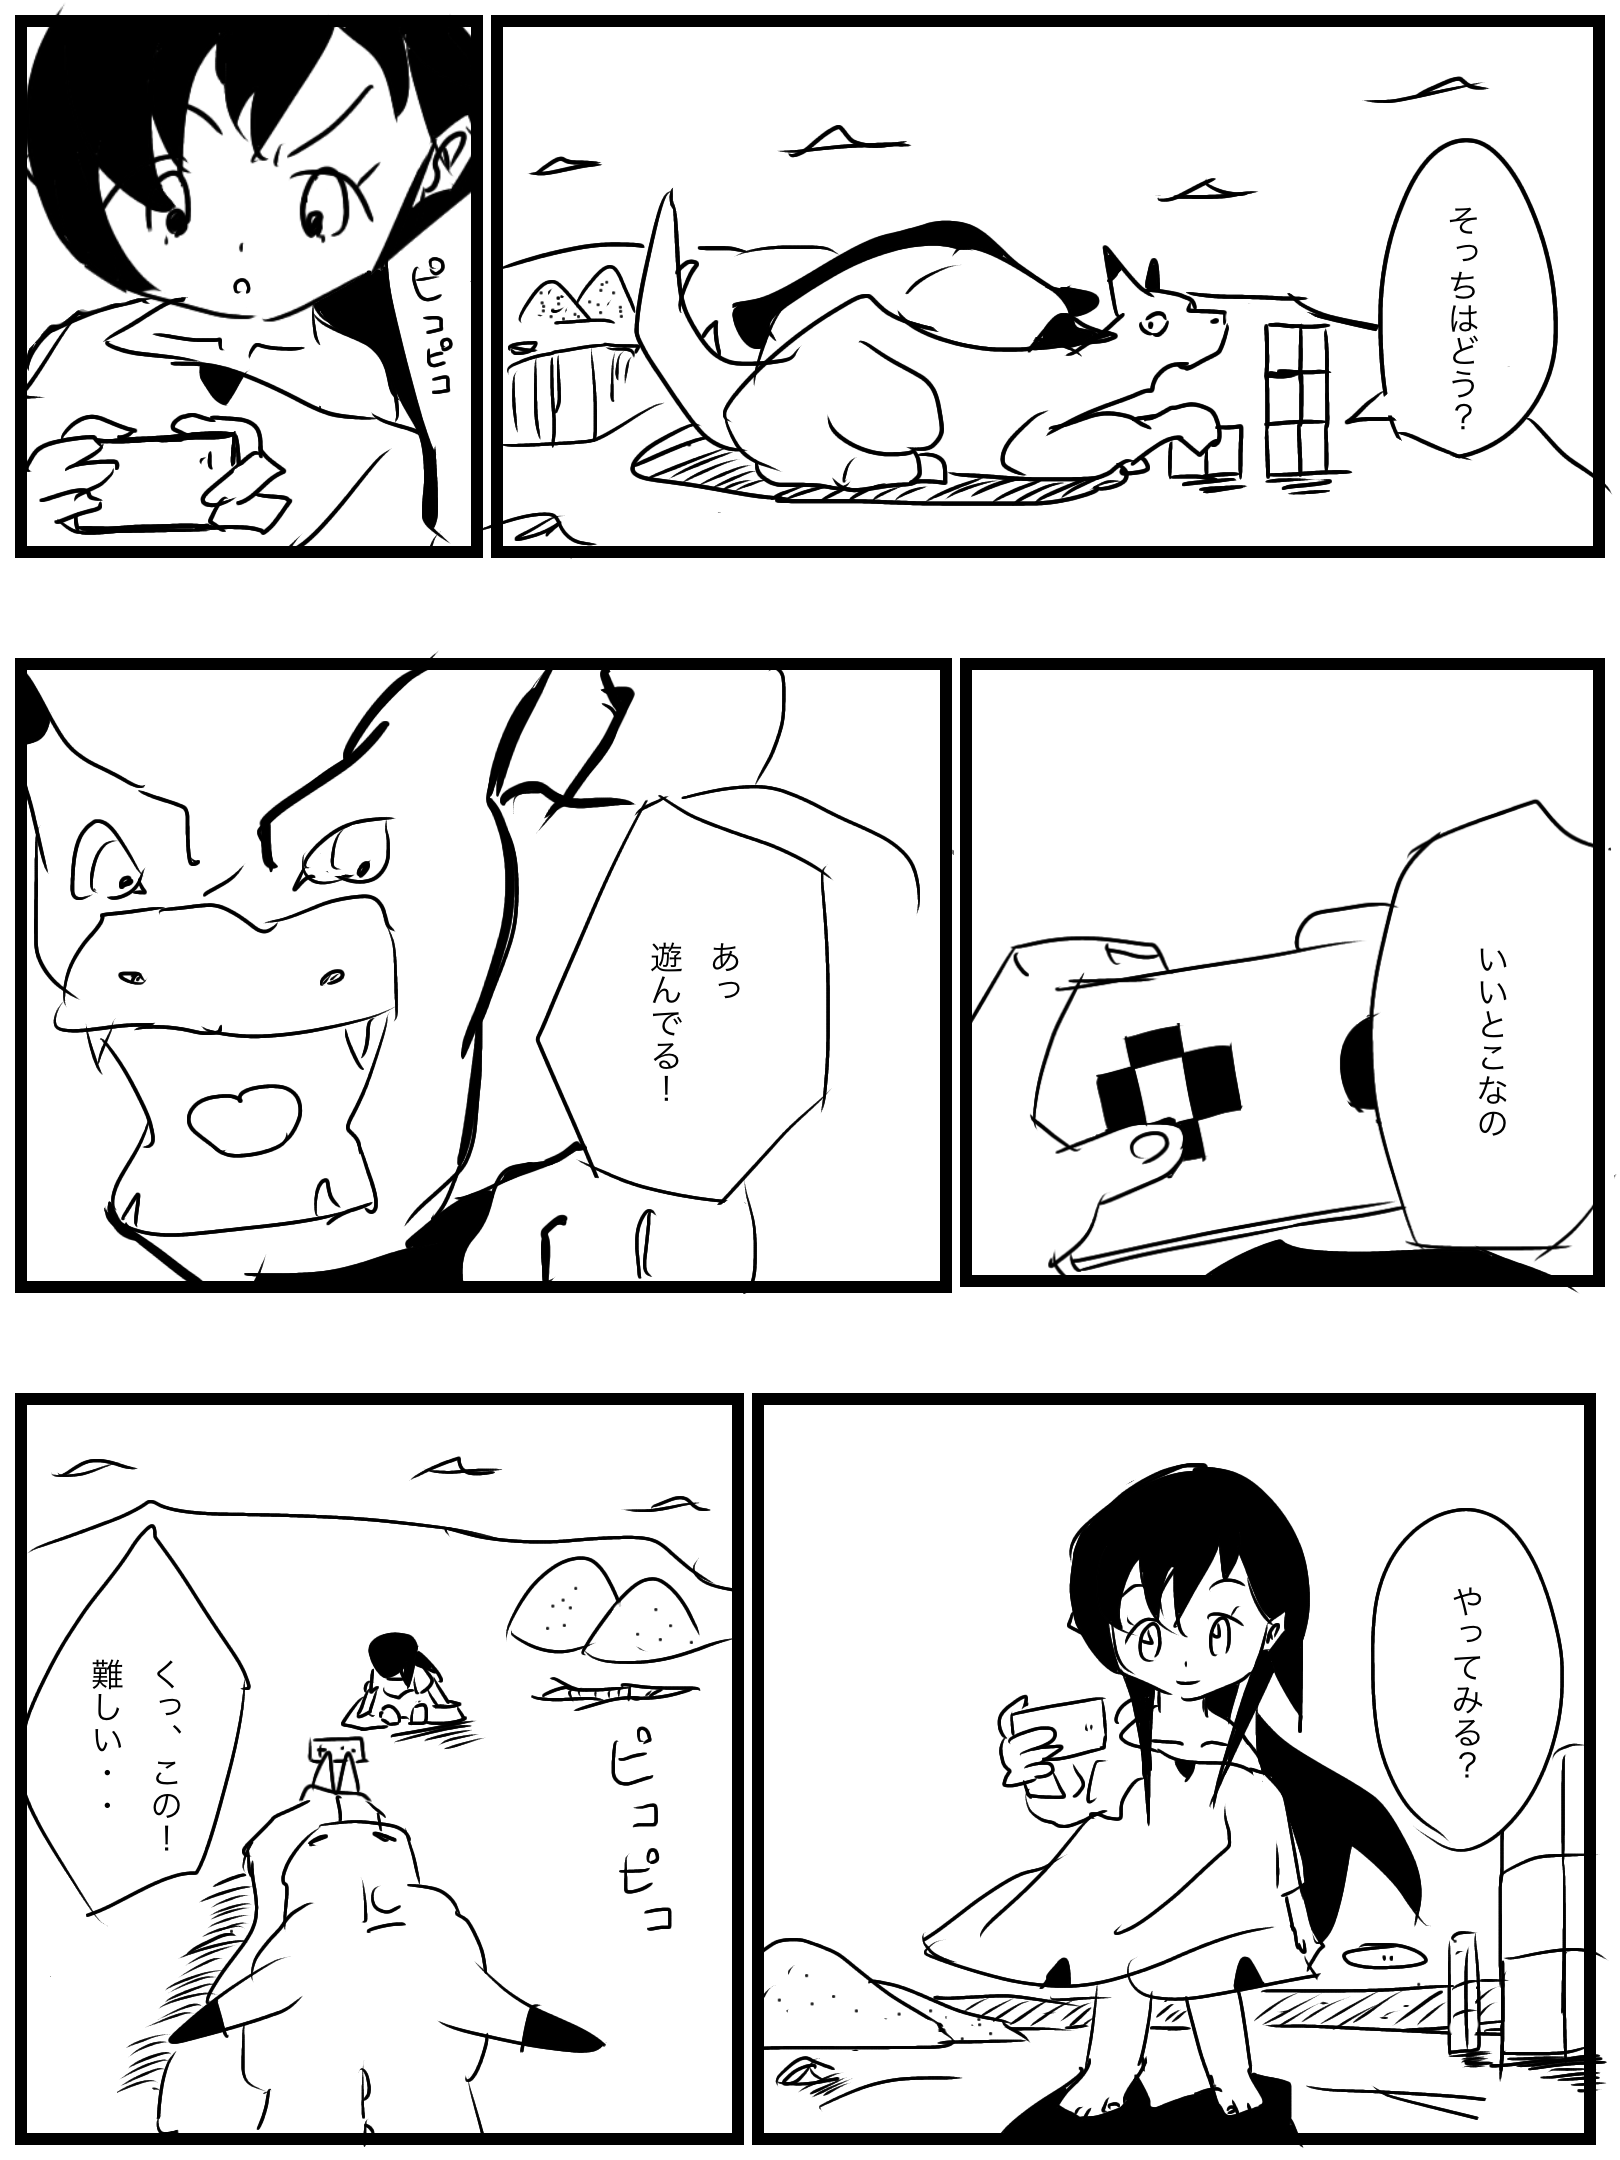 そっちはどう？
ピコピコ
いいとこなの
あっ
遊んでる！
やってみる？
ピコピコ
くっ、この！
難しい・・